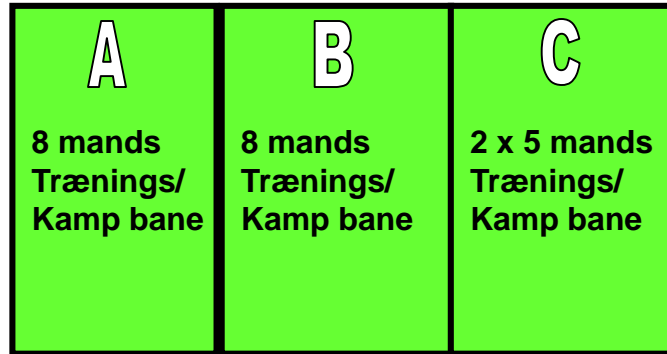 A
8 mands
Trænings/
Kamp bane
B
8 mands
Trænings/
Kamp bane
C
2 x 5 mands
Trænings/
Kamp bane